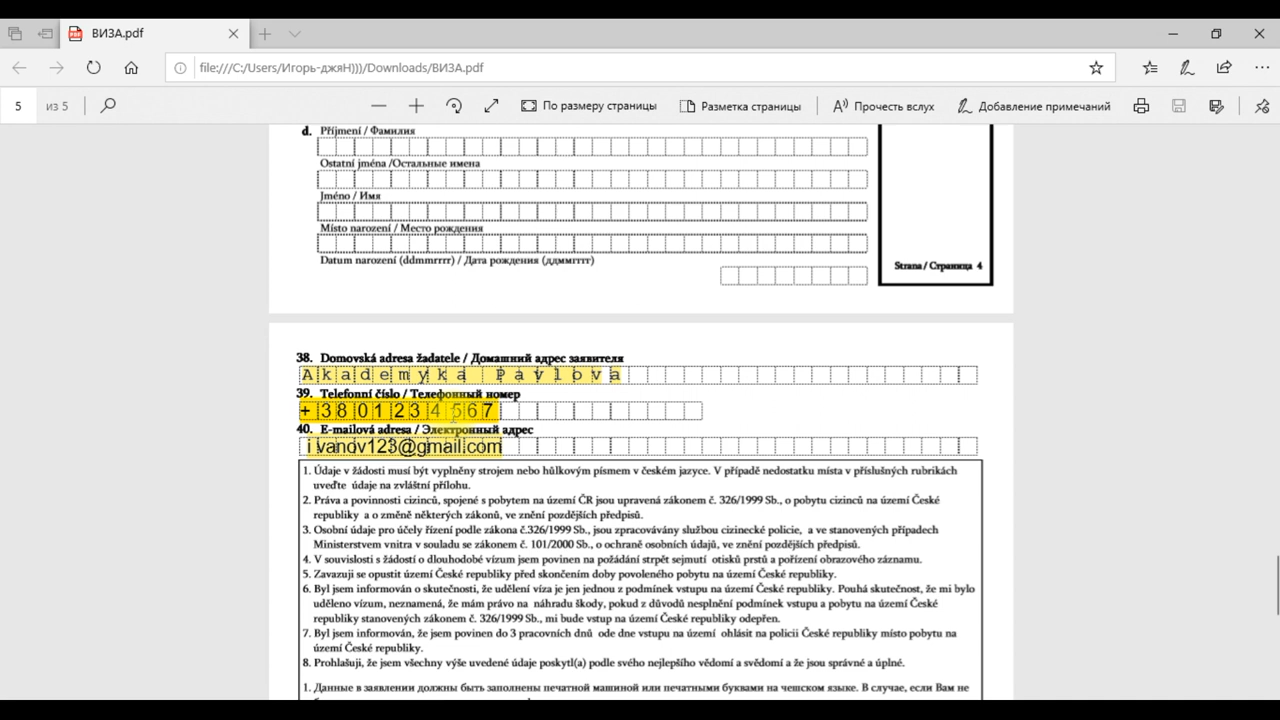 ВИЗА.pdf
file:///C:/Users/Игорь-джяН)))/Downloads/ВИЗА.pdf
5 из 5 По размеру страницы Разметка страницы Прочесть вслух Добавление примечаний
d. Příjmení / Фамилия
Ostatní jména /Остальные имена
Jméno / Имя
Místo narození / Место рождения
Datum narození (ddmmrrrr) / Дата рождения (ддммгггг)
Strana / Страница 4
38. Domovská adresa žadatele / Домашний адрес заявителя
Akademyka Pavlova
39. Telefonní číslo / Телефонный номер
+3801234567
40. E-mailová adresa / Электронный адрес
ivanov123@gmail.com
1. Údaje v žádosti musí být vyplněny strojem nebo hůlkovým písmem v českém jazyce. V případě nedostatku místa v příslušných rubrikách
uveďte údaje na zvláštní přílohu.
2. Práva a povinnosti cizinců, spojené s pobytem na území ČR jsou upravená zákonem č. 326/1999 Sb., o pobytu cizinců na území České
republiky a o změně některých zákonů, ve znění pozdějších předpisů.
3. Osobní údaje pro účely řízení podle zákona č.326/1999 Sb., jsou zpracovávány službou cizinecké policie, a ve stanovených případech
Ministerstvem vnitra v souladu se zákonem č. 101/2000 Sb., o ochraně osobních údajů, ve znění pozdějších předpisů.
4. V souvislosti s žádostí o dlouhodobé vízum jsem povinen na požádání strpět sejmutí otisků prstů a pořízení obrazového záznamu.
5. Zavazuji se opustit území České republiky před skončením doby povoleného pobytu na území České republiky.
6. Byl jsem informován o skutečnosti, že udělení víza je jen jednou z podmínek vstupu na území České republiky. Pouhá skutečnost, že mi bylo
uděleno vízum, neznamená, že mám právo na náhradu škody, pokud z důvodů nesplnění podmínek vstupu a pobytu na území České
republiky stanovených zákonem č. 326/1999 Sb., mi bude vstup na území České republiky odepřen.
7. Byl jsem informován, že jsem povinen do 3 pracovních dnů ode dne vstupu na území ohlásit na policii České republiky místo pobytu na
území České republiky.
8. Prohlašuji, že jsem všechny výše uvedené údaje poskytl(a) podle svého nejlepšího vědomí a svědomí a že jsou správné a úplné.
1. Данные в заявлении должны быть заполнены печатной машиной или печатными буквами на чешском языке. В случае, если Вам не